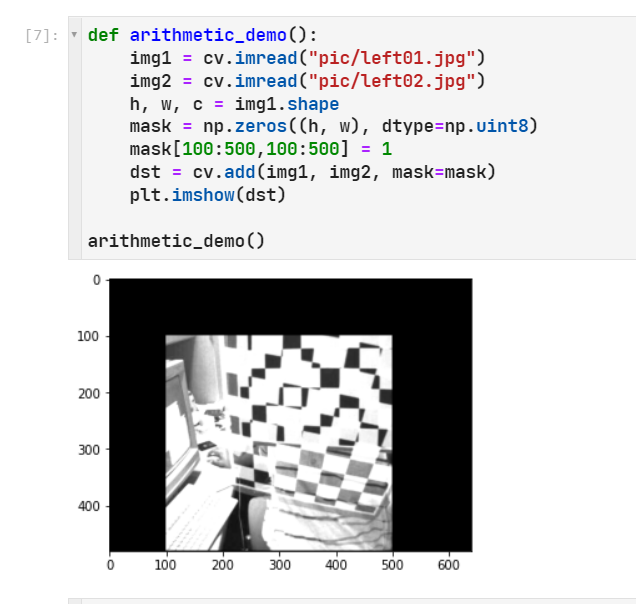 [7]:
def arithmetic_demo():
    img1 = cv.imread("pic/left01.jpg")
    img2 = cv.imread("pic/left02.jpg")
    h, w, c = img1.shape
    mask = np.zeros((h, w), dtype=np.uint8)
    mask[100:500,100:500] = 1
    dst = cv.add(img1, img2, mask=mask)
    plt.imshow(dst)
arithmetic_demo()
0
100
200
300
400
0 100 200 300 400 500 600